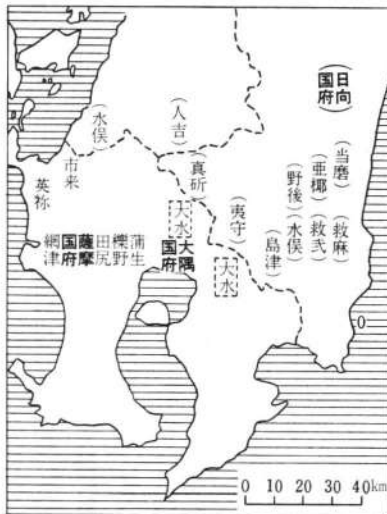 (日向
国府)
(当磨)(救麻)
(亜椰)(救弐)
(野後)(水俣)
(島津)
(夷守)
大水
(人吉)
(真斫)
大水
大隅
国府
(水俣)
市来
英祢
蒲生
櫟野
田尻
薩摩
国府
網津
0
0 10 20 30 40km